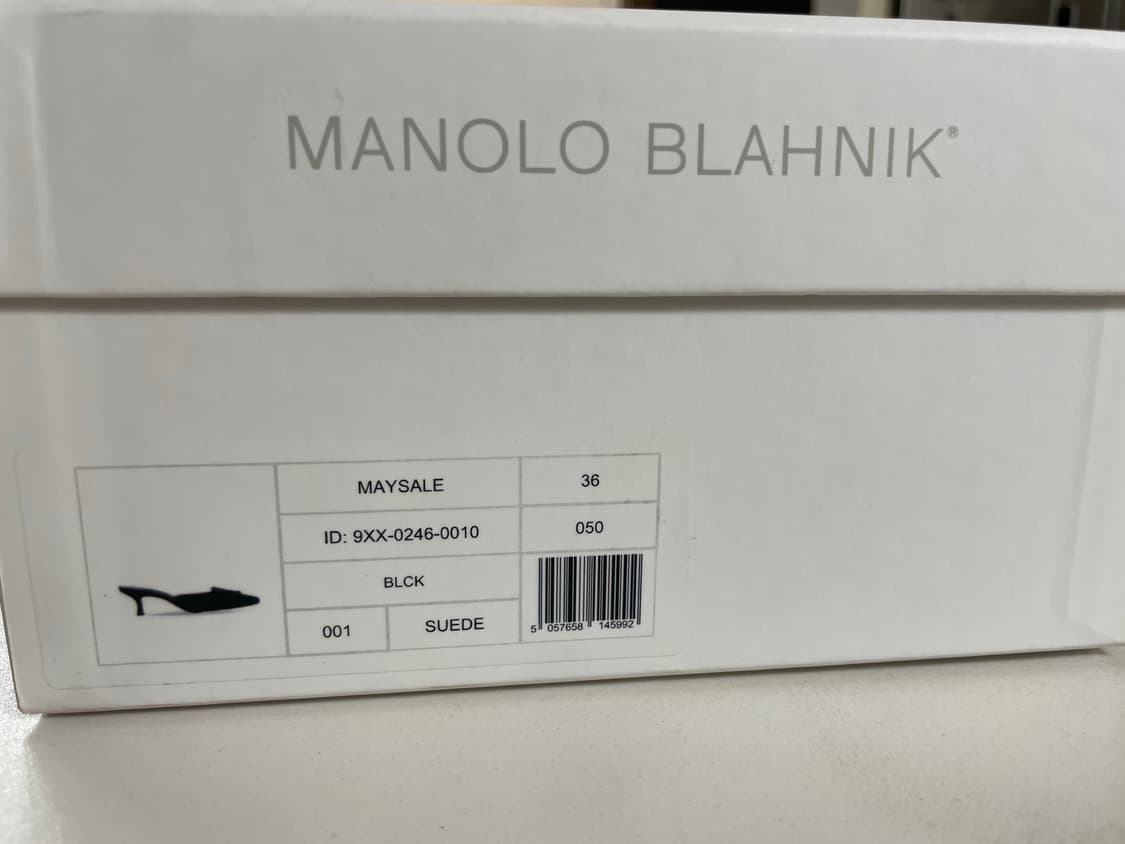 MANOLO BLAHNIK®
MAYSALE
36
ID: 9XX-0246-0010
050
BLCK
001
SUEDE
5 057658 145992